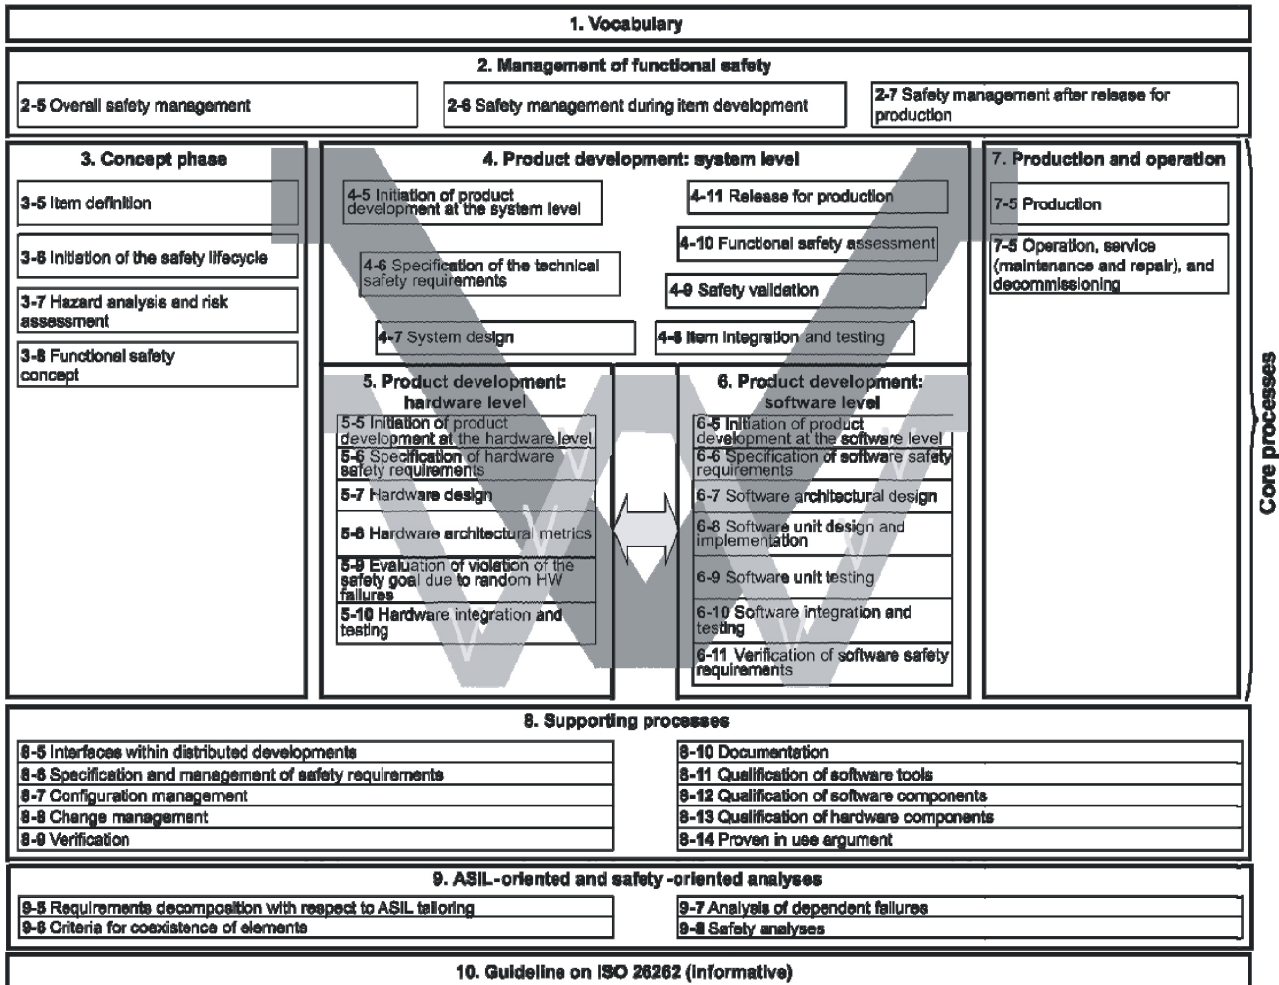 1. Vocabulary
2. Management of functional safety
2-5 Overall safety management
2-6 Safety management during item development
2-7 Safety management after release for
production
3. Concept phase
3-5 Item definition
3-6 Initiation of the safety lifecycle
3-7 Hazard analysis and risk
assessment
3-8 Functional safety
concept
4. Product development: system level
4-5 Initiation of product
development at the system level
4-6 Specification of the technical
safety requirements
4-7 System design
4-11 Release for production
4-10 Functional safety assessment
4-9 Safety validation
4-8 Item integration and testing
7. Production and operation
7-5 Production
7-5 Operation, service
(maintenance and repair), and
decommissioning
5. Product development:
hardware level
5-5 Initiation of product
development at the hardware level
5-6 Specification of hardware
safety requirements
5-7 Hardware design
5-8 Hardware architectural metrics
5-9 Evaluation of violation of the
safety goal due to random HW
failures
5-10 Hardware integration and
testing
6. Product development:
software level
6-5 Initiation of product
development at the software level
6-6 Specification of software safety
requirements
6-7 Software architectural design
6-8 Software unit design and
implementation
6-9 Software unit testing
6-10 Software integration and
testing
6-11 Verification of software safety
requirements
Core processes
8. Supporting processes
8-5 Interfaces within distributed developments
8-6 Specification and management of safety requirements
8-7 Configuration management
8-8 Change management
8-9 Verification
8-10 Documentation
8-11 Qualification of software tools
8-12 Qualification of software components
8-13 Qualification of hardware components
8-14 Proven in use argument
9. ASIL-oriented and safety -oriented analyses
9-5 Requirements decomposition with respect to ASIL tailoring
9-6 Criteria for coexistence of elements
9-7 Analysis of dependent failures
9-8 Safety analyses
10. Guideline on ISO 26262 (informative)